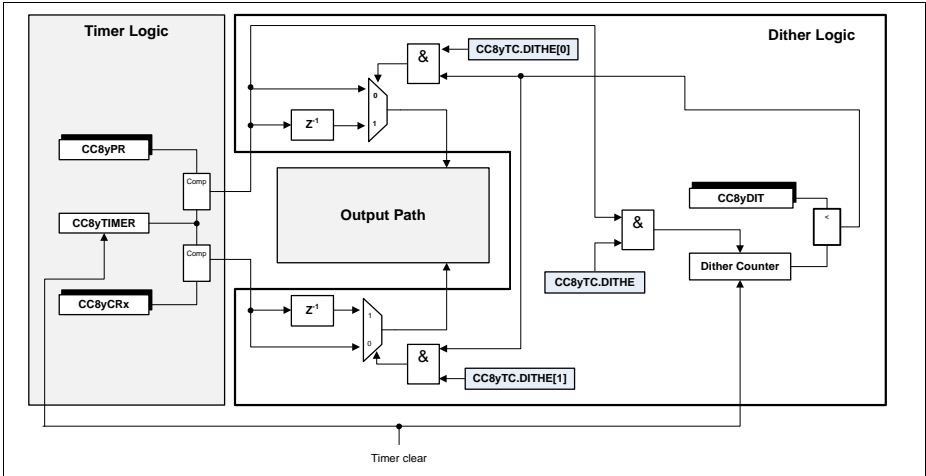 Timer Logic
Dither Logic
CC8yTC.DITHE[0]
&
0
1
Z-1
CC8yPR
Comp
CC8yTIMER
Comp
CC8yCRx
Output Path
CC8yDIT
<
&
Dither Counter
CC8yTC.DITHE
Z-1
1
0
&
CC8yTC.DITHE[1]
Timer clear